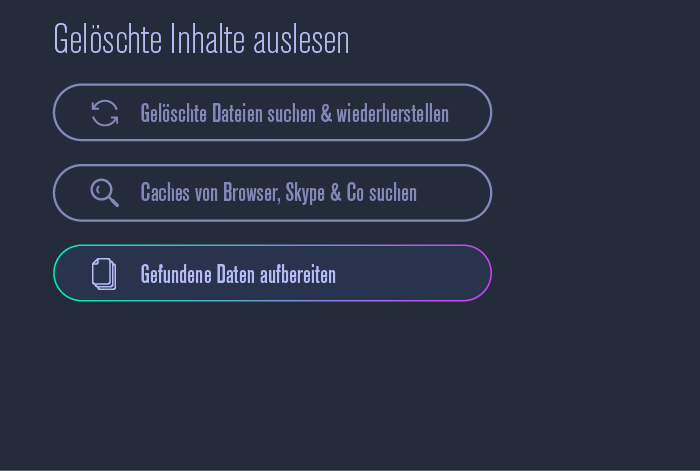 Gelöschte Inhalte auslesen
Gelöschte Dateien suchen & wiederherstellen
Caches von Browser, Skype & Co suchen
Gefundene Daten aufbereiten